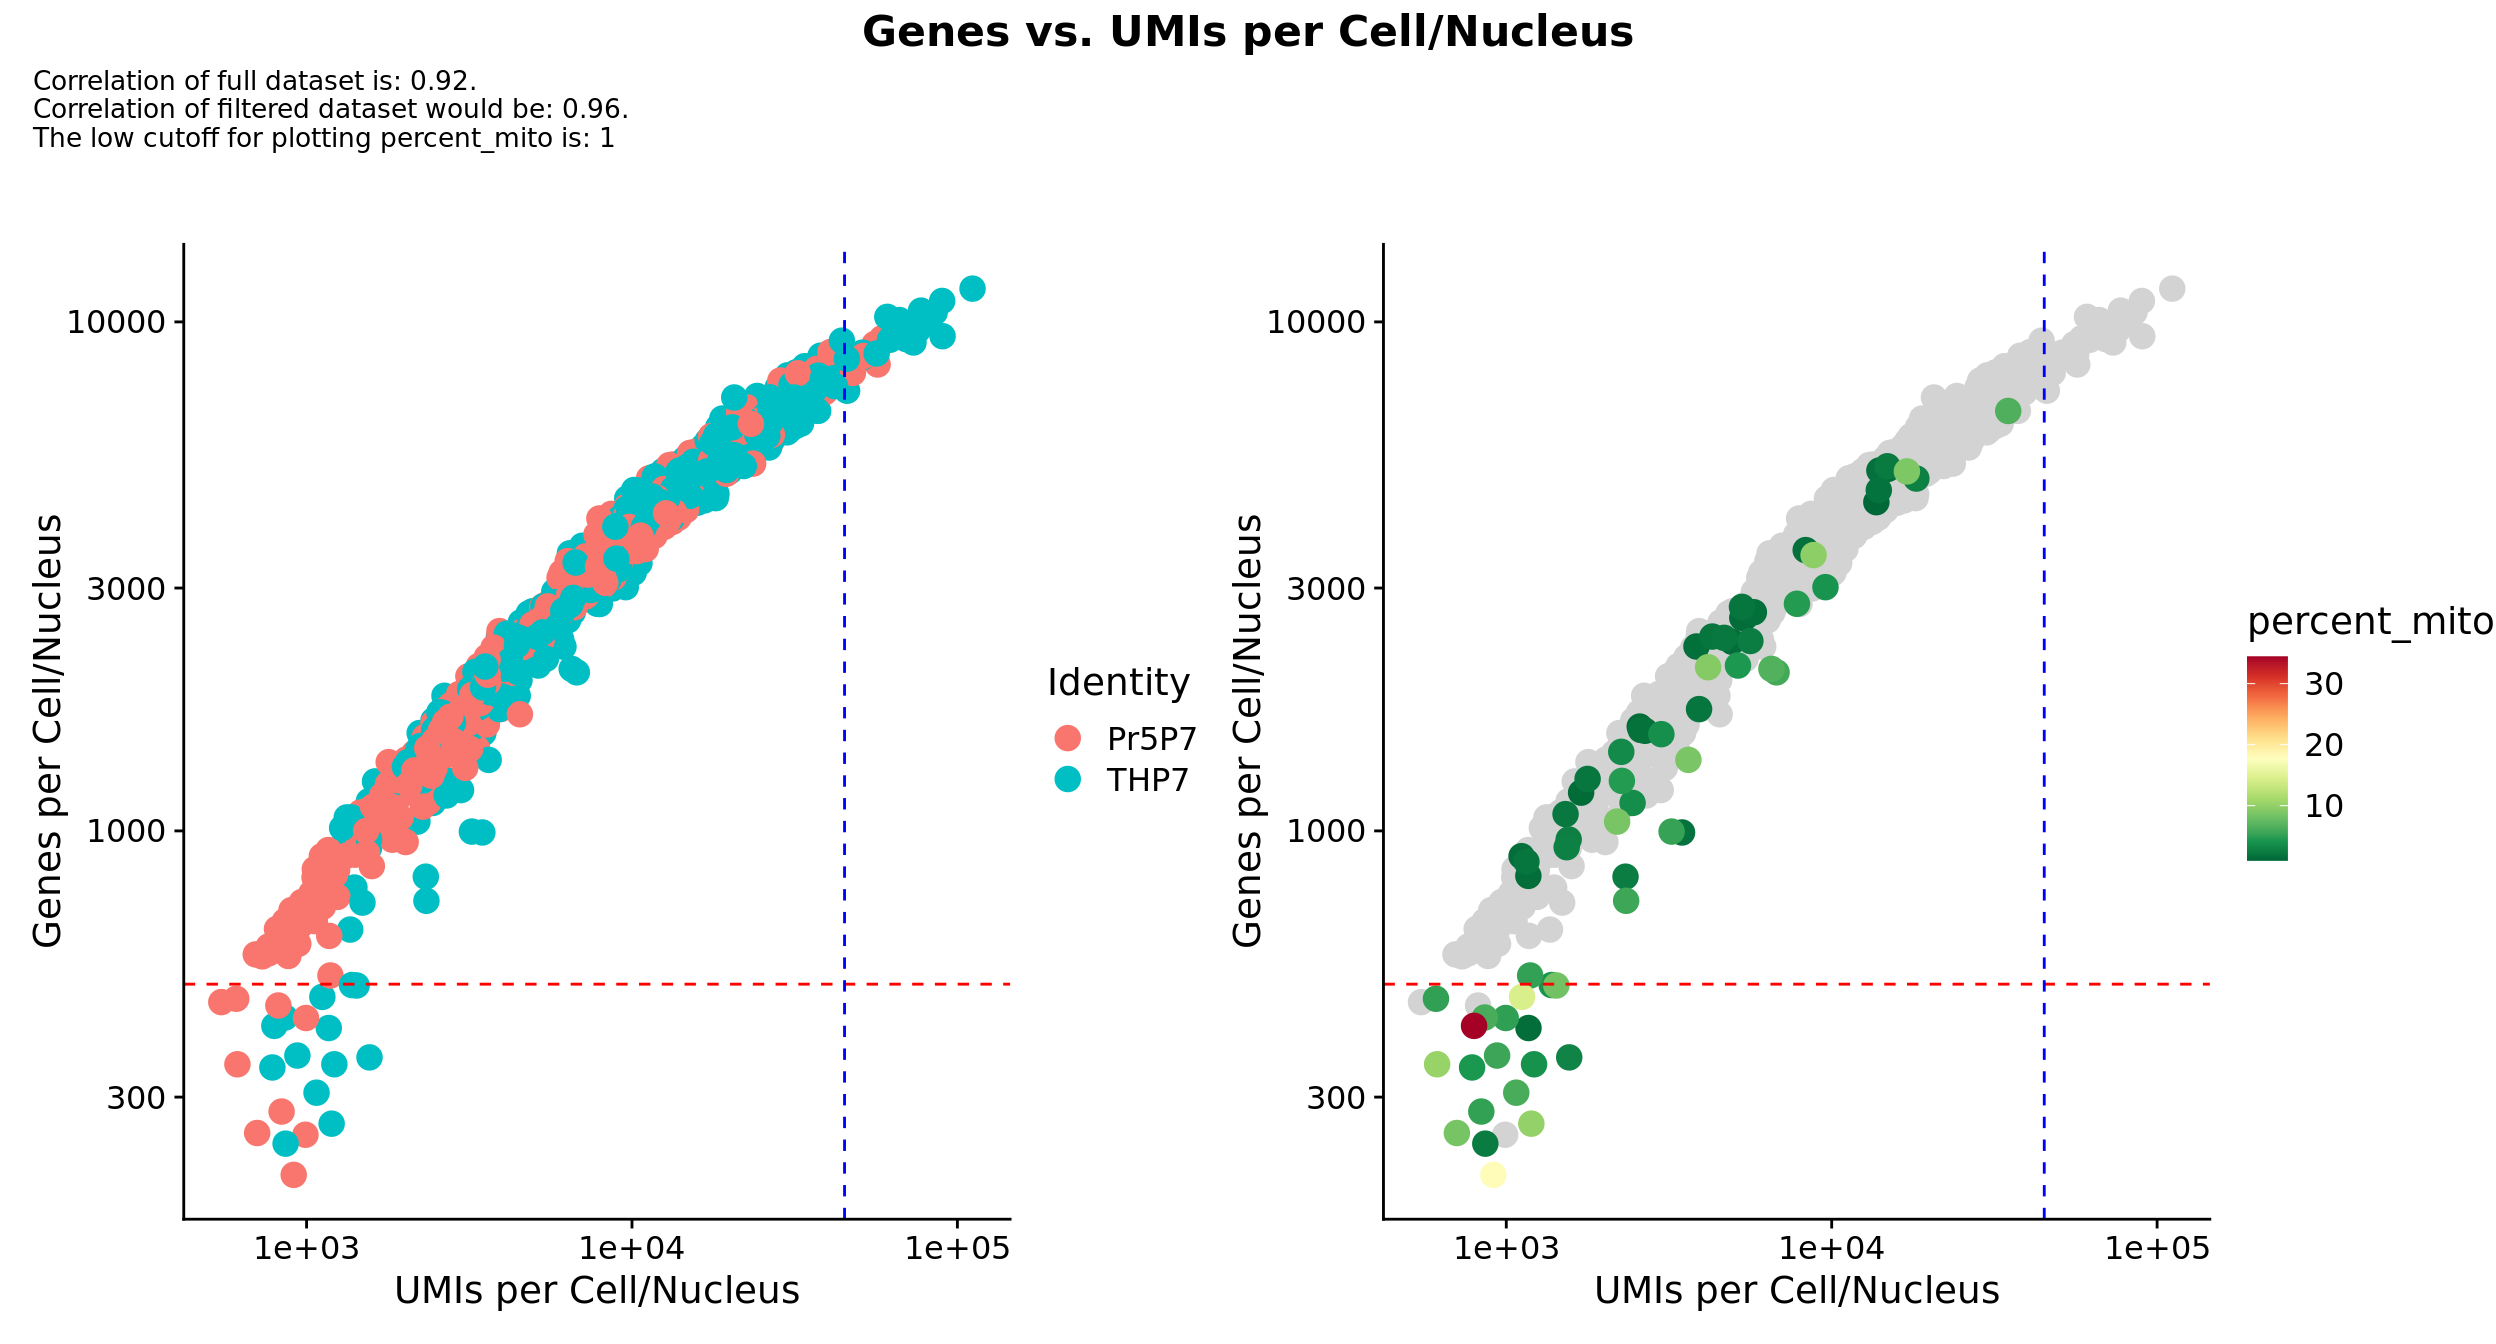 Genes vs. UMIs per Cell/Nucleus
Correlation of full dataset is: 0.92.
Correlation of filtered dataset would be: 0.96.
The low cutoff for plotting percent_mito is: 1
Genes per Cell/Nucleus
10000
3000
1000
300
1e+03
1e+04
1e+05
UMIs per Cell/Nucleus
Identity
Pr5P7
THP7
Genes per Cell/Nucleus
10000
3000
1000
300
1e+03
1e+04
1e+05
UMIs per Cell/Nucleus
percent_mito
30
20
10